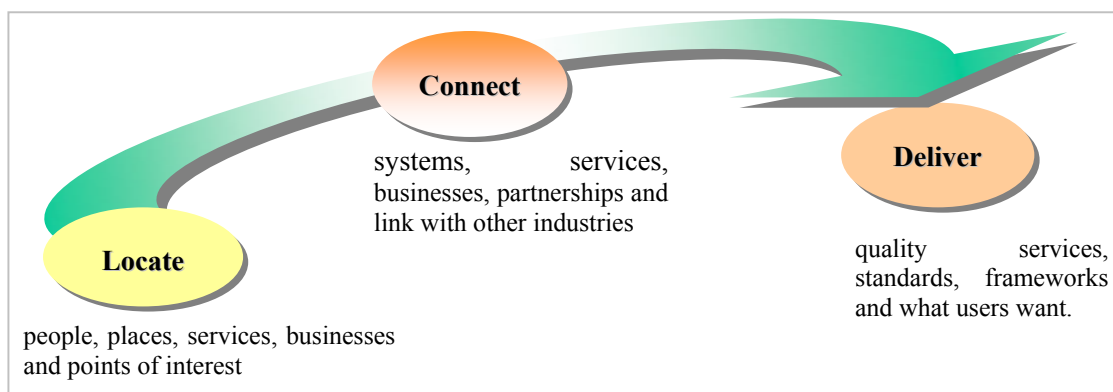 Locate
people, places, services, businesses
and points of interest
Connect
systems, services,
businesses, partnerships and
link with other industries
Deliver
quality services,
standards, frameworks
and what users want.